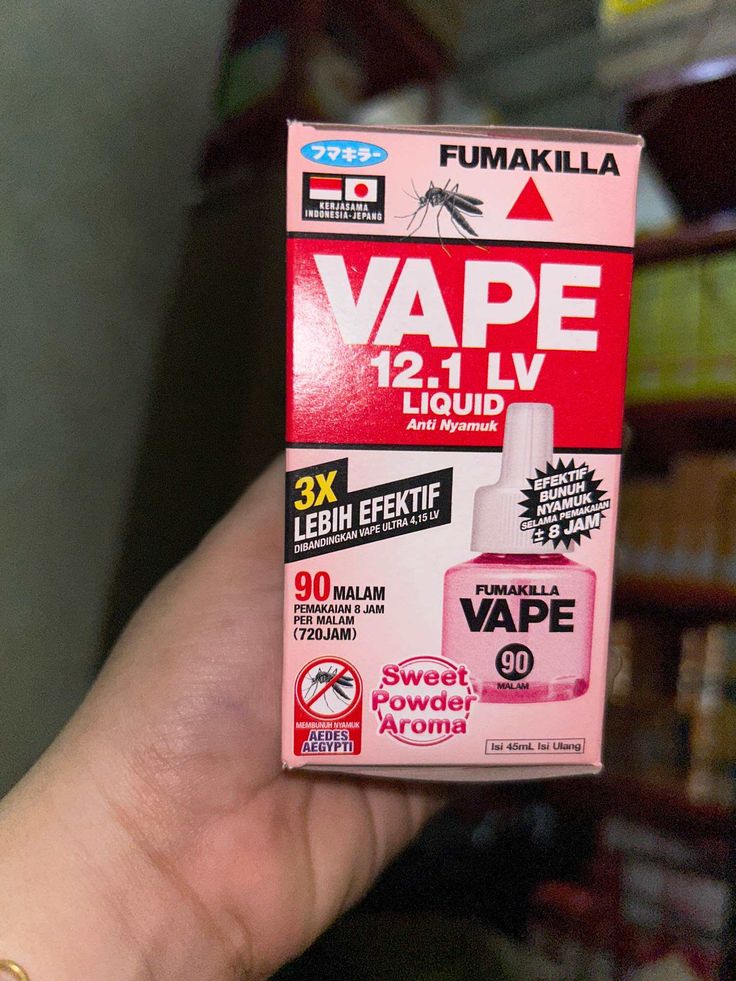 フマキラー
FUMAKILLA
KERJASAMA
INDONESIA-JEPANG
VAPE
12.1 LV
LIQUID
Anti Nyamuk
3X
LEBIH EFEKTIF
DIBANDINGKAN VAPE ULTRA 4,15 LV
EFEKTIF
BUNUH
NYAMUK
SELAMA PEMAKAIAN
± 8 JAM
90 MALAM
PEMAKAIAN 8 JAM
PER MALAM
(720JAM)
FUMAKILLA
VAPE
90
MALAM
MEMBUNUH NYAMUK
AEDES
AEGYPTI
Sweet
Powder
Aroma
Isi 45mL Isi Ulang